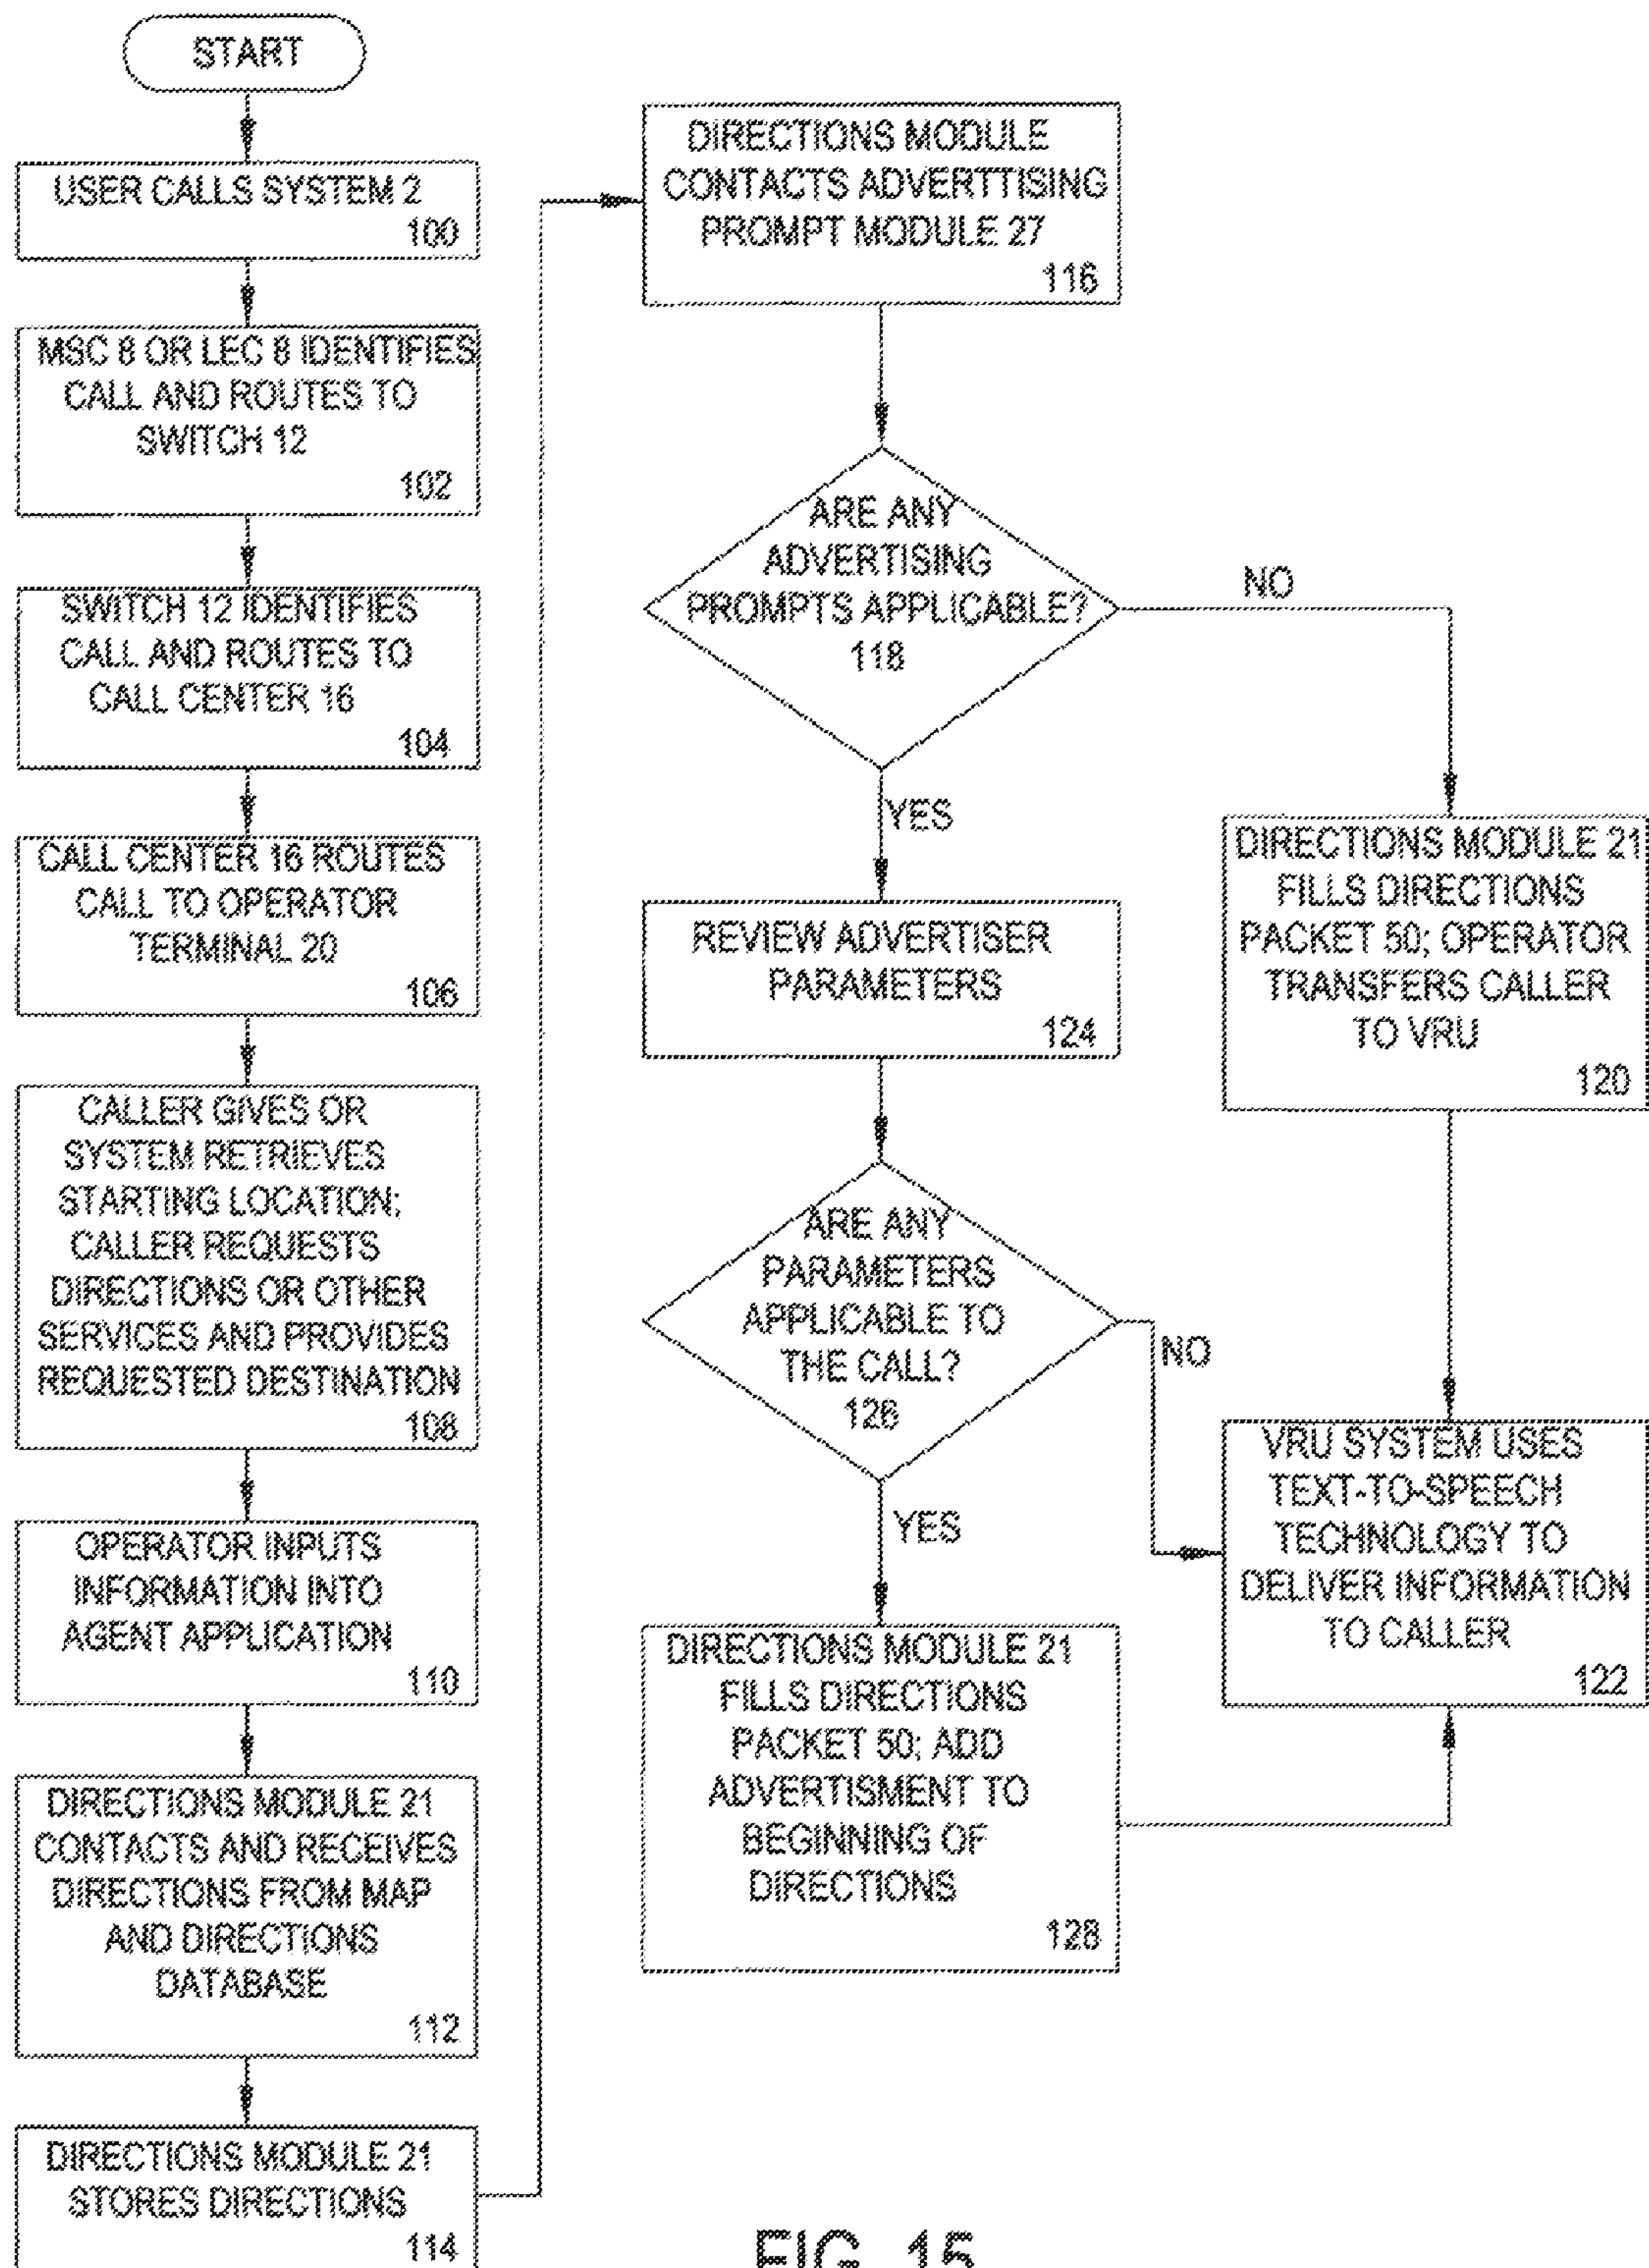 START
USER CALLS SYSTEM 2
100
MSC 8 OR LEC 8 IDENTIFIES
CALL AND ROUTES TO
SWITCH 12
102
SWITCH 12 IDENTIFIES
CALL AND ROUTES TO
CALL CENTER 16
104
CALL CENTER 16 ROUTES
CALL TO OPERATOR
TERMINAL 20
106
CALLER GIVES OR
SYSTEM RETRIEVES
STARTING LOCATION;
CALLER REQUESTS
DIRECTIONS OR OTHER
SERVICES AND PROVIDES
REQUESTED DESTINATION
108
OPERATOR INPUTS
INFORMATION INTO
AGENT APPLICATION
110
DIRECTIONS MODULE 21
CONTACTS AND RECEIVES
DIRECTIONS FROM MAP
AND DIRECTIONS
DATABASE
112
DIRECTIONS MODULE 21
STORES DIRECTIONS
114
DIRECTIONS MODULE
CONTACTS ADVERTTISING
PROMPT MODULE 27
116
ARE ANY
ADVERTISING
PROMPTS APPLICABLE?
118
NO
YES
REVIEW ADVERTISER
PARAMETERS
124
ARE ANY
PARAMETERS
APPLICABLE TO
THE CALL?
126
NO
YES
DIRECTIONS MODULE 21
FILLS DIRECTIONS
PACKET 50; ADD
ADVERTISMENT TO
BEGINNING OF
DIRECTIONS
128
DIRECTIONS MODULE 21
FILLS DIRECTIONS
PACKET 50; OPERATOR
TRANSFERS CALLER
TO VRU
120
VRU SYSTEM USES
TEXT-TO-SPEECH
TECHNOLOGY TO
DELIVER INFORMATION
TO CALLER
122
FIG. 15